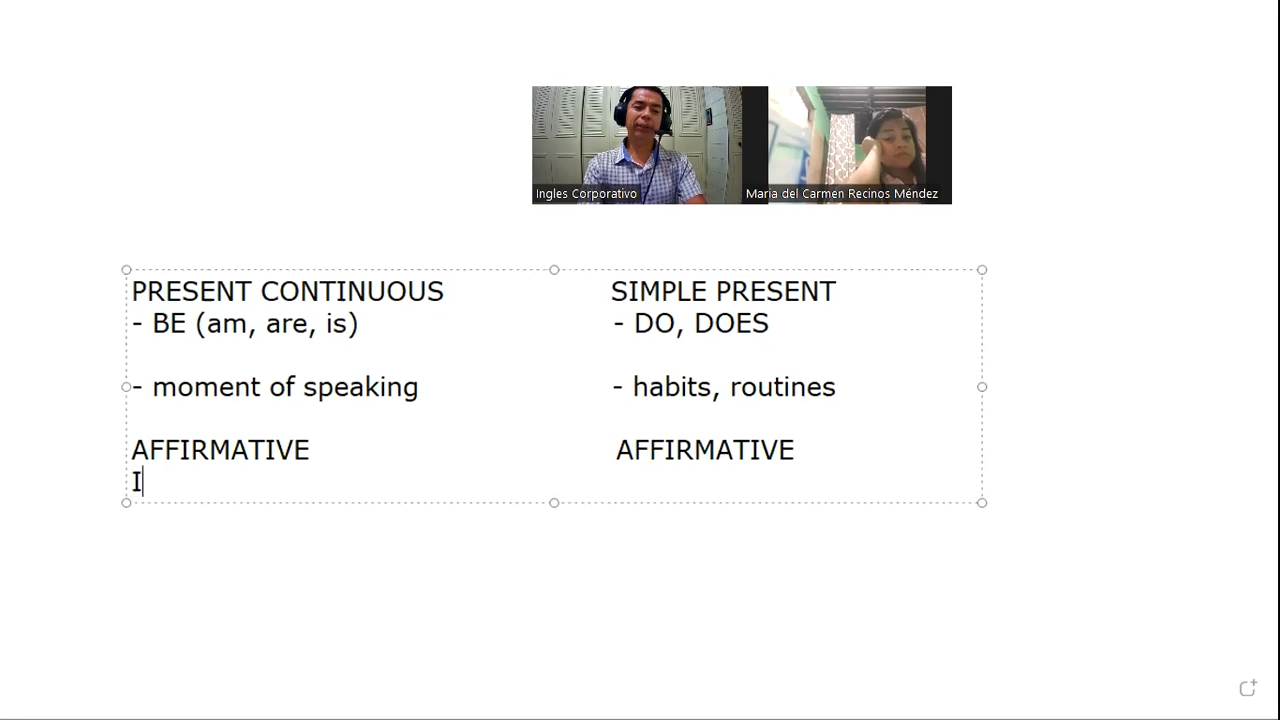 Ingles Corporativo
Maria del Carmen Recinos Méndez
PRESENT CONTINUOUS SIMPLE PRESENT
- BE (am, are, is) - DO, DOES
- moment of speaking - habits, routines
AFFIRMATIVE AFFIRMATIVE
I